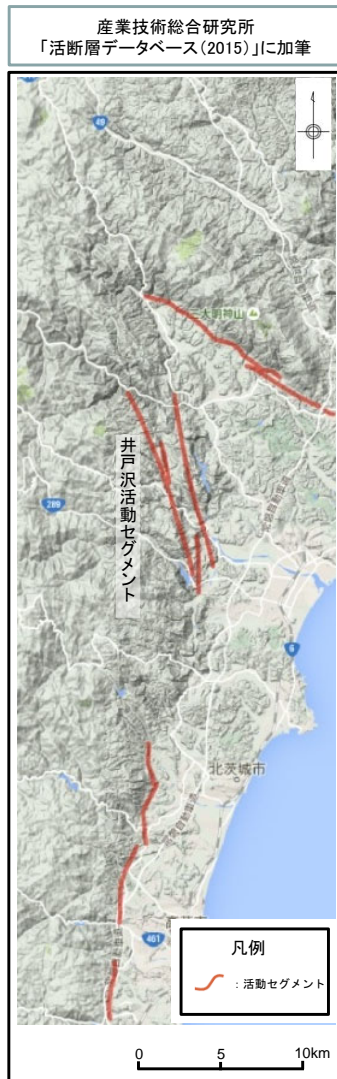 産業技術総合研究所
「活断層データベース(2015)」に加筆
49
三大明神山
井戸沢活動セグメント
289
6
北茨城市
461
凡例
:活動セグメント
0 5 10km